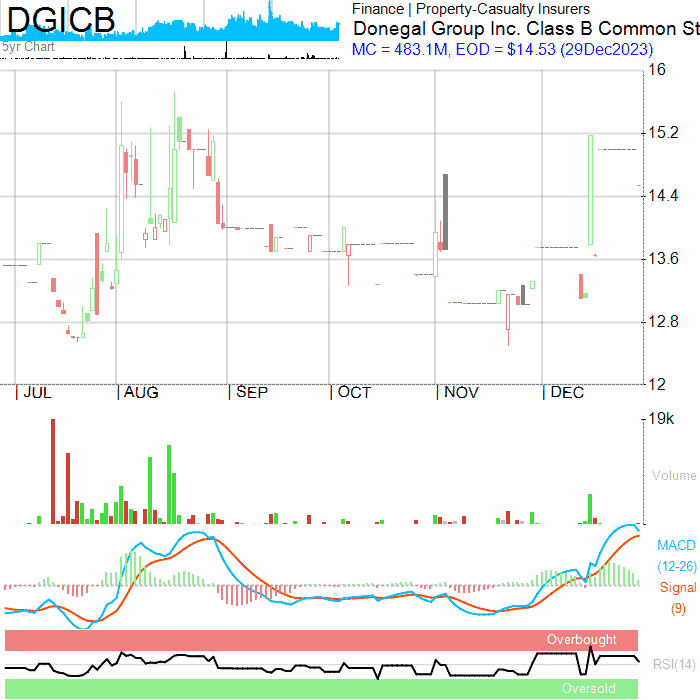 DGICB
5yr Chart
Finance | Property-Casualty Insurers
Donegal Group Inc. Class B Common St
MC = 483.1M, EOD = $14.53 (29Dec2023)
16
15.2
14.4
13.6
12.8
12
JUL AUG SEP OCT NOV DEC
19k
Volume
MACD
(12-26)
Signal
(9)
Overbought
RSI(14)
Oversold